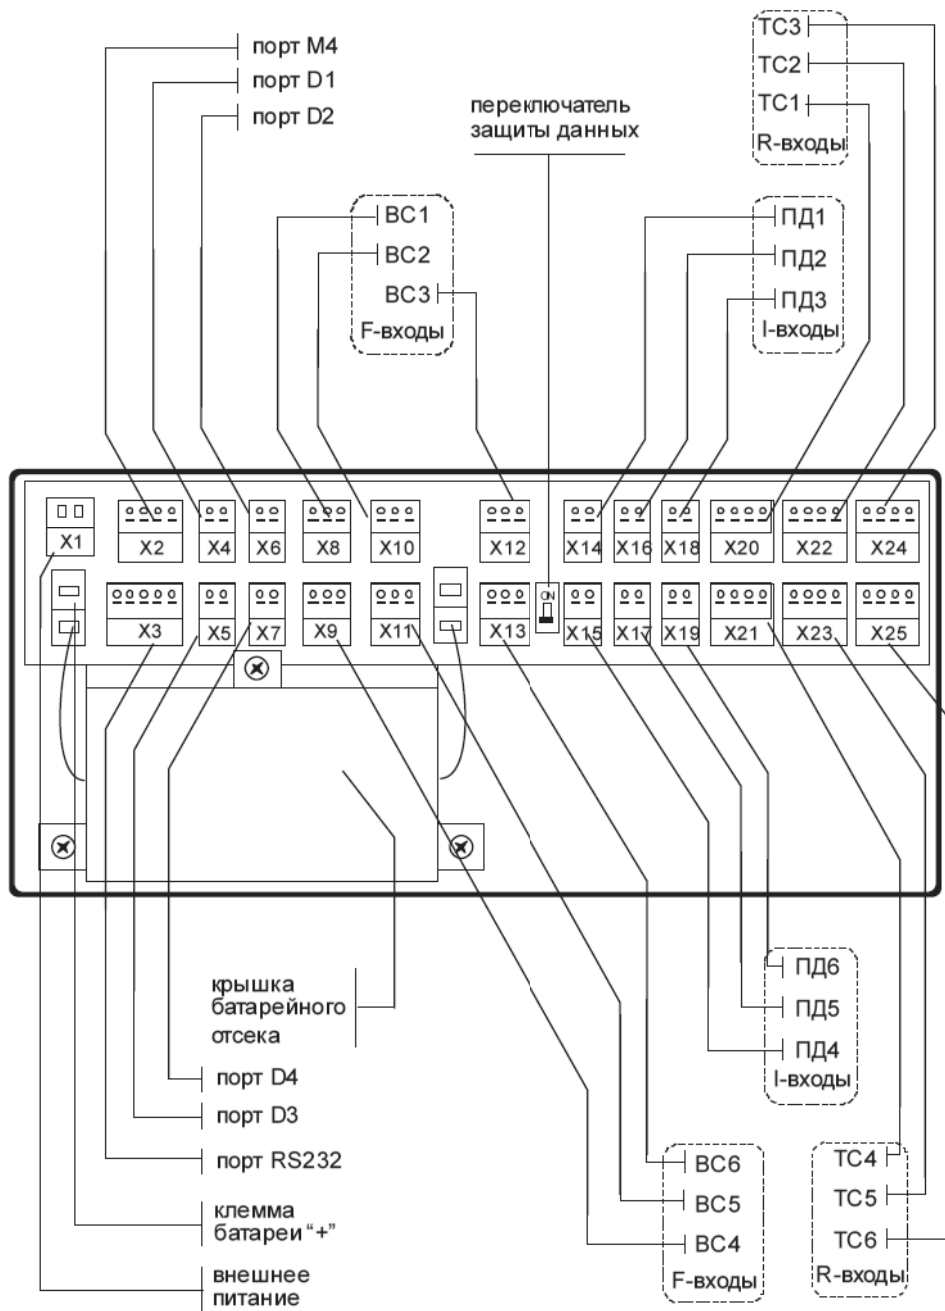 порт М4
порт D1
порт D2
переключатель
защиты данных
ТС3
ТС2
ТС1
R-входы
ВС1
ВС2
ВС3
F-входы
ПД1
ПД2
ПД3
I-входы
X1
X2
X4
X6
X8
X10
X12
X14
X16
X18
X20
X22
X24
ON
X3
X5
X7
X9
X11
X13
X15
X17
X19
X21
X23
X25
крышка
батарейного
отсека
порт D4
порт D3
порт RS232
клемма
батареи “+”
внешнее
питание
ПД6
ПД5
ПД4
I-входы
ВС6
ВС5
ВС4
F-входы
ТС4
ТС5
ТС6
R-входы